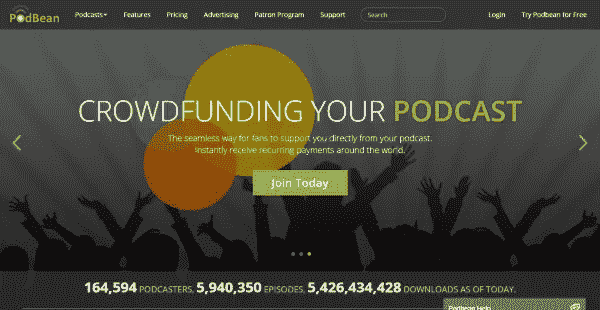 PodBean
Podcasts Features Pricing Advertising Patron Program Support Search Login Try Podbean for Free
CROWDFUNDING YOUR PODCAST
The seamless way for fans to support you directly from your podcast.
Instantly receive recurring payments around the world.
Join Today
164,594 PODCASTERS, 5,940,350 EPISODES, 5,426,434,428 DOWNLOADS AS OF TODAY.
Podbean Help